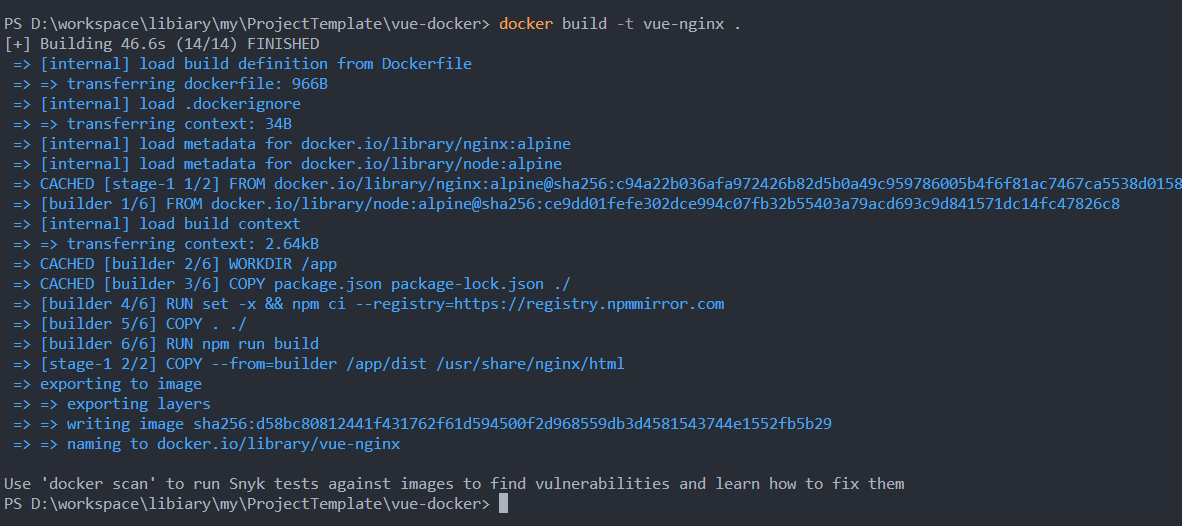 PS D:\workspace\libiary\my\ProjectTemplate\vue-docker> docker build -t vue-nginx .
[+] Building 46.6s (14/14) FINISHED
=> [internal] load build definition from Dockerfile
=> => transferring dockerfile: 966B
=> [internal] load .dockerignore
=> => transferring context: 34B
=> [internal] load metadata for docker.io/library/nginx:alpine
=> [internal] load metadata for docker.io/library/node:alpine
=> CACHED [stage-1 1/2] FROM docker.io/library/nginx:alpine@sha256:c94a22b036afa972426b82d5b0a49c959786005b4f6f81ac7467ca5538d0158
=> [builder 1/6] FROM docker.io/library/node:alpine@sha256:ce9dd01fefe302dce994c07fb32b55403a79acd693c9d841571dc14fc47826c8
=> [internal] load build context
=> => transferring context: 2.64kB
=> CACHED [builder 2/6] WORKDIR /app
=> CACHED [builder 3/6] COPY package.json package-lock.json ./
=> [builder 4/6] RUN set -x && npm ci --registry=https://registry.npmmirror.com
=> [builder 5/6] COPY . ./
=> [builder 6/6] RUN npm run build
=> [stage-1 2/2] COPY --from=builder /app/dist /usr/share/nginx/html
=> exporting to image
=> => exporting layers
=> => writing image sha256:d58bc80812441f431762f61d594500f2d968559db3d4581543744e1552fb5b29
=> => naming to docker.io/library/vue-nginx
Use 'docker scan' to run Snyk tests against images to find vulnerabilities and learn how to fix them
PS D:\workspace\libiary\my\ProjectTemplate\vue-docker>